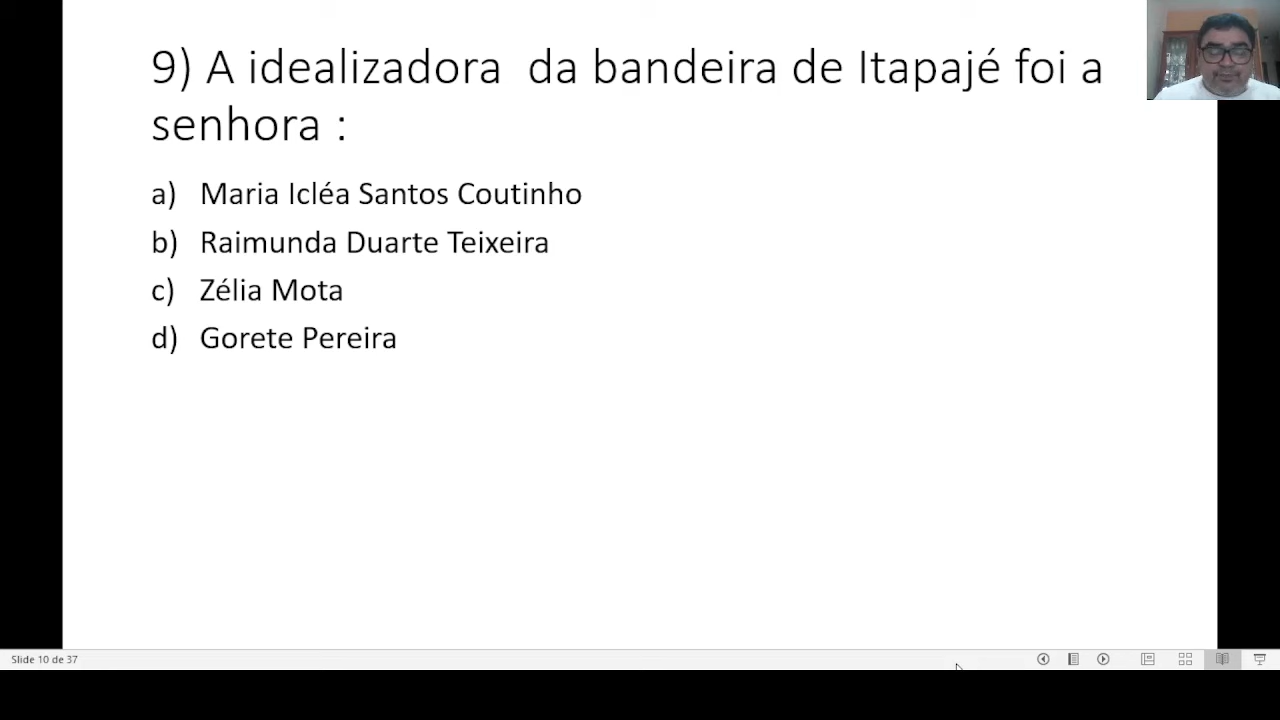 9) A idealizadora  da bandeira de Itapajé foi a
senhora :
a) Maria Icléa Santos Coutinho
b) Raimunda Duarte Teixeira
c) Zélia Mota
d) Gorete Pereira
Slide 10 de 37